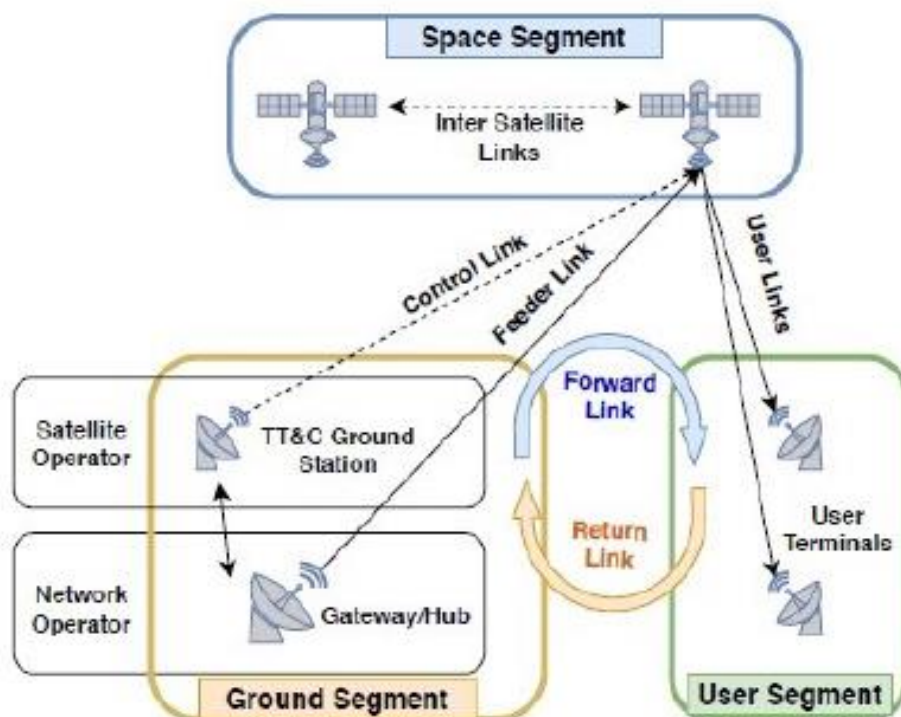 Space Segment
Inter Satellite
Links
Control Link
Feeder Link
User Links
Forward
Link
Satellite
Operator
TT&C Ground
Station
Return
Link
User
Terminals
Network
Operator
Gateway/Hub
Ground Segment
User Segment